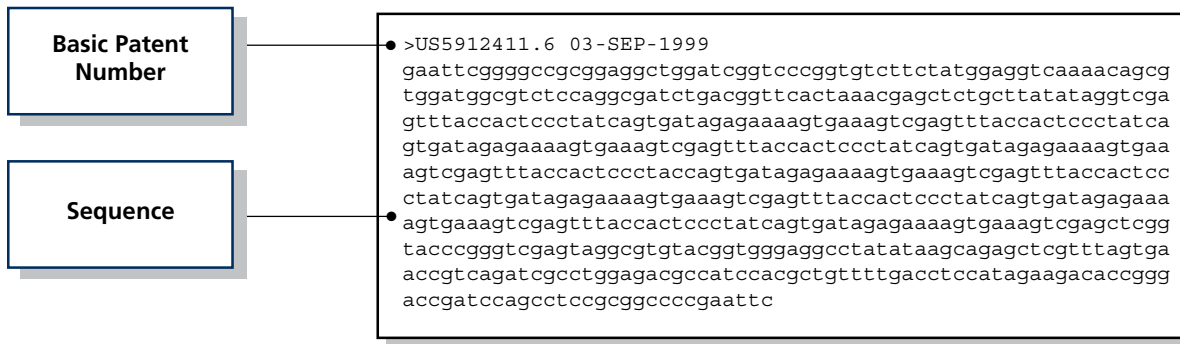 Basic Patent
Number
>US5912411.6 03-SEP-1999
gaattcggggccgcggaggctggatcggtcccggtgtcttctatggaggtcaaaacagcg
tggatggcgtctccaggcgatctgacggttcactaaacgagctctgcttatataggtcga
gtttaccactccctatcagtgatagagaaaagtgaaagtcgagtttaccactccctatca
gtgatagagaaaagtgaaagtcgagtttaccactccctatcagtgatagagaaaagtgaa
agtcgagtttaccactccctaccagtgatagagaaaagtgaaagtcgagtttaccactcc
ctatcagtgatagagaaaagtgaaagtcgagtttaccactccctatcagtgatagagaaa
agtgaaagtcgagtttaccactccctatcagtgatagagaaaagtgaaagtcgagctcgg
tacccgggtcgagtaggcgtgtacggtgggaggcctatataagcagagctcgtttagtga
accgtcagatcgcctggagacgccatccacgctgttttgacctccatagaagacaccggg
accgatccagcctccgcggccccgaattc
Sequence